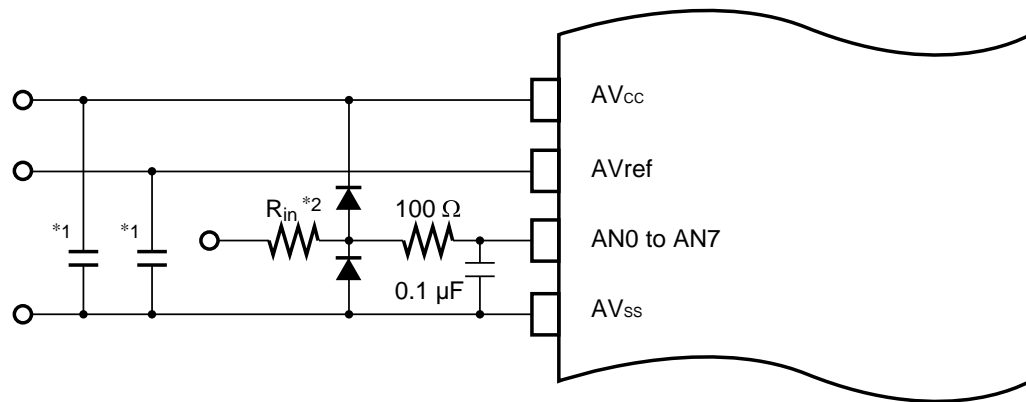 AVCC
AVref
Rin *2
100 Ω
*1
*1
AN0 to AN7
0.1 µF
AVSS